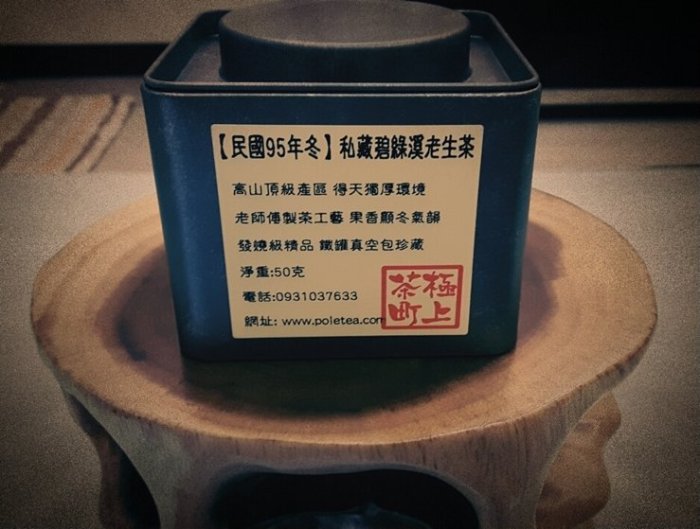 【民國95年冬】私藏碧綠溪老生茶
高山頂級產區 得天獨厚環境
老師傅製茶工藝 果香顯冬氣韻
發燒級精品 鐵罐真空包珍藏
淨重:50克
電話:0931037633
網址: www.poletea.com
極上
茶町